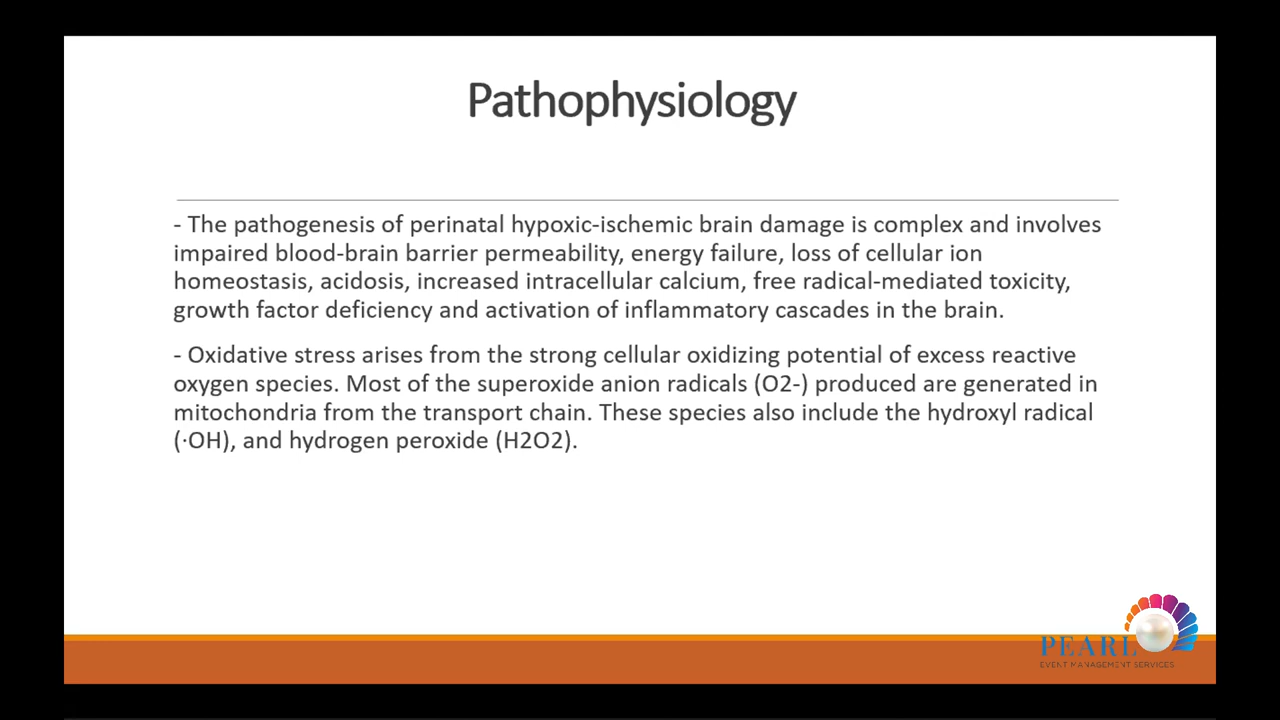 Pathophysiology
- The pathogenesis of perinatal hypoxic-ischemic brain damage is complex and involves
impaired blood-brain barrier permeability, energy failure, loss of cellular ion
homeostasis, acidosis, increased intracellular calcium, free radical-mediated toxicity,
growth factor deficiency and activation of inflammatory cascades in the brain.
- Oxidative stress arises from the strong cellular oxidizing potential of excess reactive
oxygen species. Most of the superoxide anion radicals (O2-) produced are generated in
mitochondria from the transport chain. These species also include the hydroxyl radical
(·OH), and hydrogen peroxide (H2O2).
PEARL
EVENT MANAGEMENT SERVICES